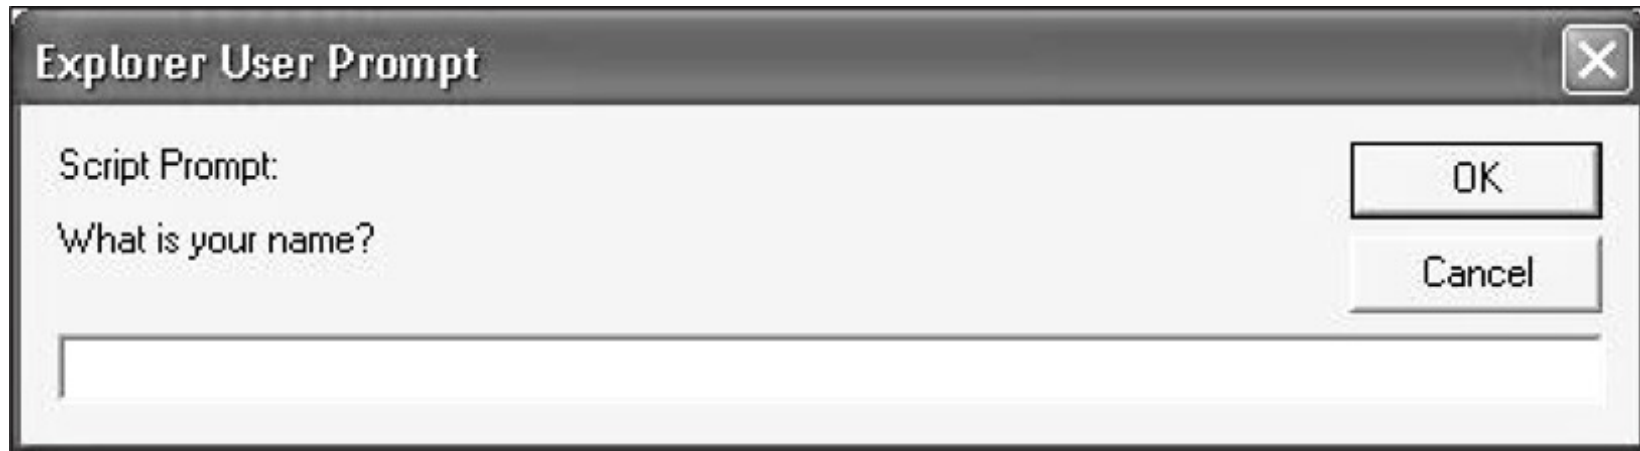 Explorer User Prompt
Script Prompt:
What is your name?
OK
Cancel